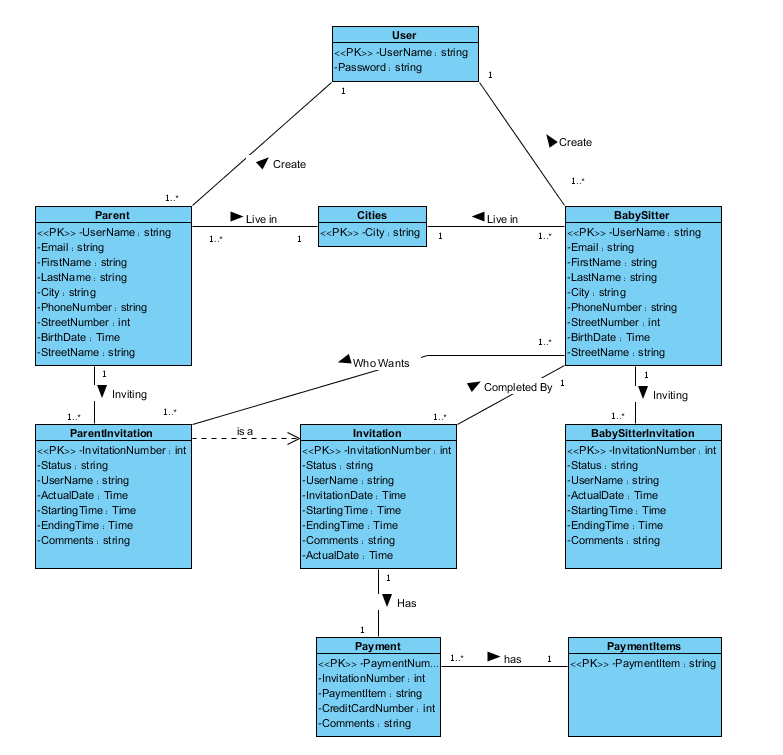 User
<<PK>> -UserName : string
-Password : string
1
1
Create
Create
1..*
1..*
Parent
<<PK>> -UserName : string
-Email : string
-FirstName : string
-LastName : string
-City : string
-PhoneNumber : string
-StreetNumber : int
-BirthDate : Time
-StreetName : string
Live in
1..*
1
Cities
<<PK>> -City : string
Live in
1
1..*
BabySitter
<<PK>> -UserName : string
-Email : string
-FirstName : string
-LastName : string
-City : string
-PhoneNumber : string
-StreetNumber : int
-BirthDate : Time
-StreetName : string
1..*
Who Wants
1..*
1
Inviting
1..*
Completed By
1
1..*
1
Inviting
1..*
ParentInvitation
<<PK>> -InvitationNumber : int
-Status : string
-UserName : string
-ActualDate : Time
-StartingTime : Time
-EndingTime : Time
-Comments : string
is a
Invitation
<<PK>> -InvitationNumber : int
-Status : string
-UserName : string
-InvitationDate : Time
-StartingTime : Time
-EndingTime : Time
-Comments : string
-ActualDate : Time
BabySitterInvitation
<<PK>> -InvitationNumber : int
-Status : string
-UserName : string
-ActualDate : Time
-StartingTime : Time
-EndingTime : Time
-Comments : string
1
Has
1
Payment
<<PK>> -PaymentNum...
-InvitationNumber : int
-PaymentItem : string
-CreditCardNumber : int
-Comments : string
1..*
has
1
PaymentItems
<<PK>> -PaymentItem : string